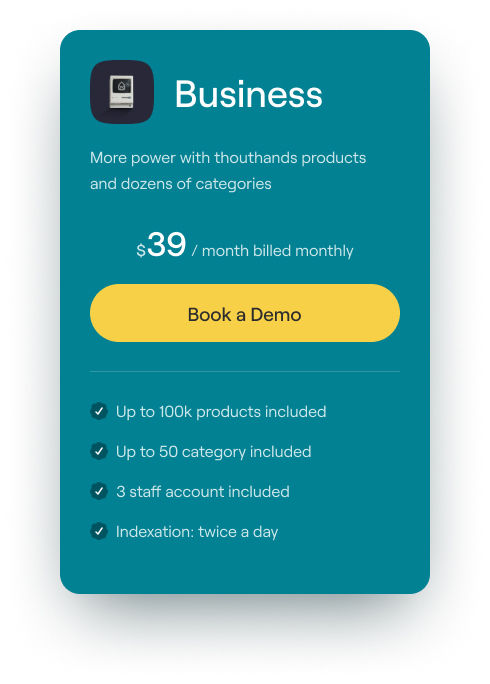 Business
More power with thouthands products
and dozens of categories
$39 / month billed monthly
Book a Demo
Up to 100k products included
Up to 50 category included
3 staff account included
Indexation: twice a day